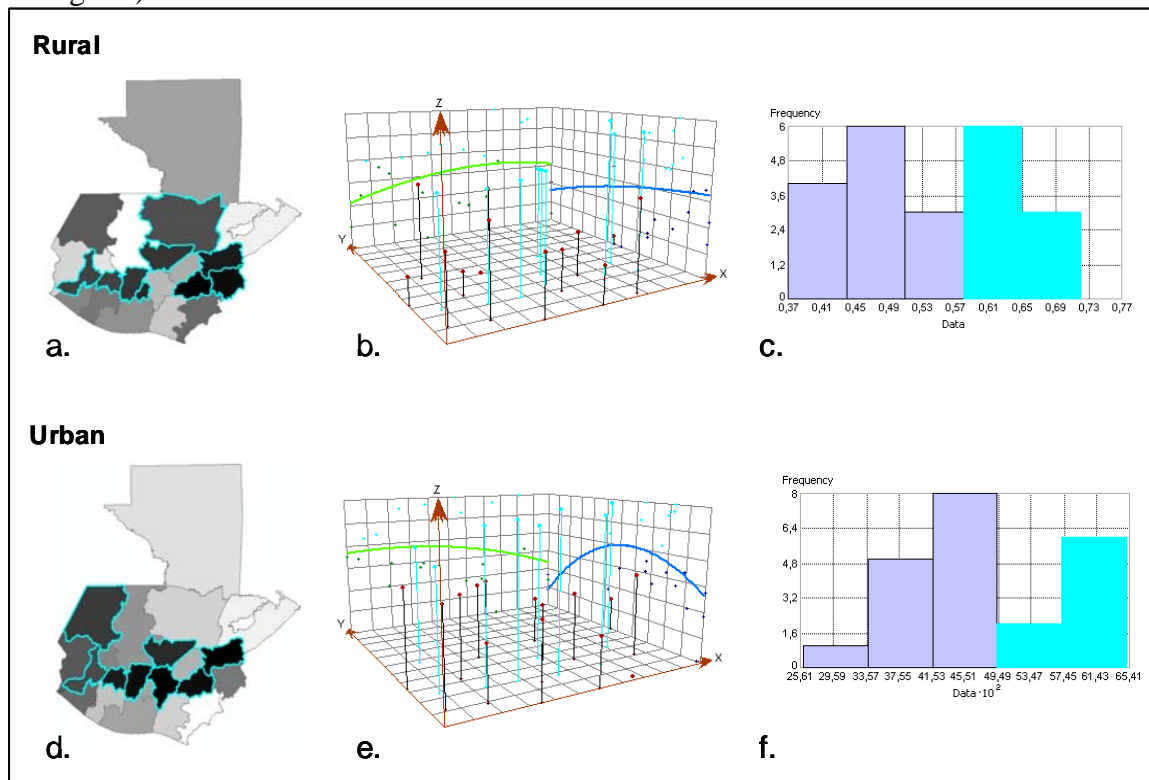 Rural
Z
Y
X
Frequency
6
4,8
3,6
2,4
1,2
0
0,37 0,41 0,45 0,49 0,53 0,57 0,61 0,65 0,69 0,73 0,77
Data
a.
b.
c.
Urban
Z
Y
X
Frequency
8
6,4
4,8
3,2
1,6
0
25,61 29,59 33,57 37,55 41,53 45,51 49,49 53,47 57,45 61,43 65,41
Data ·10²
d.
e.
f.